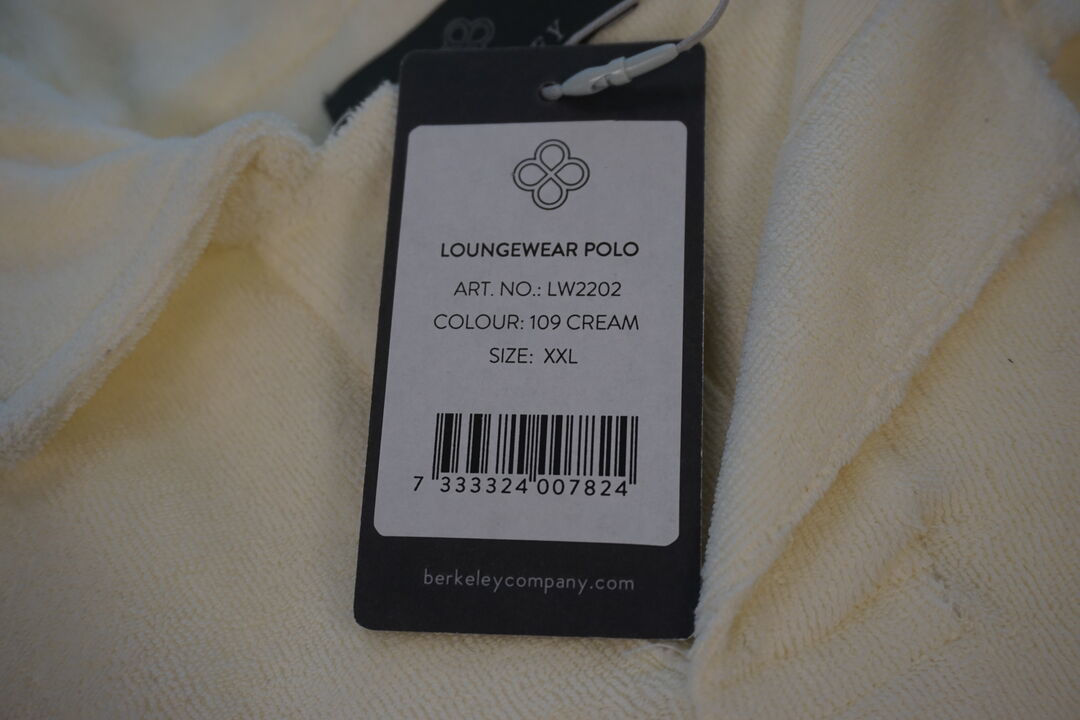 LOUNGEWEAR POLO
ART. NO.: LW2202
COLOUR: 109 CREAM
SIZE: XXL
7 333324 007824
berkeleycompany.com